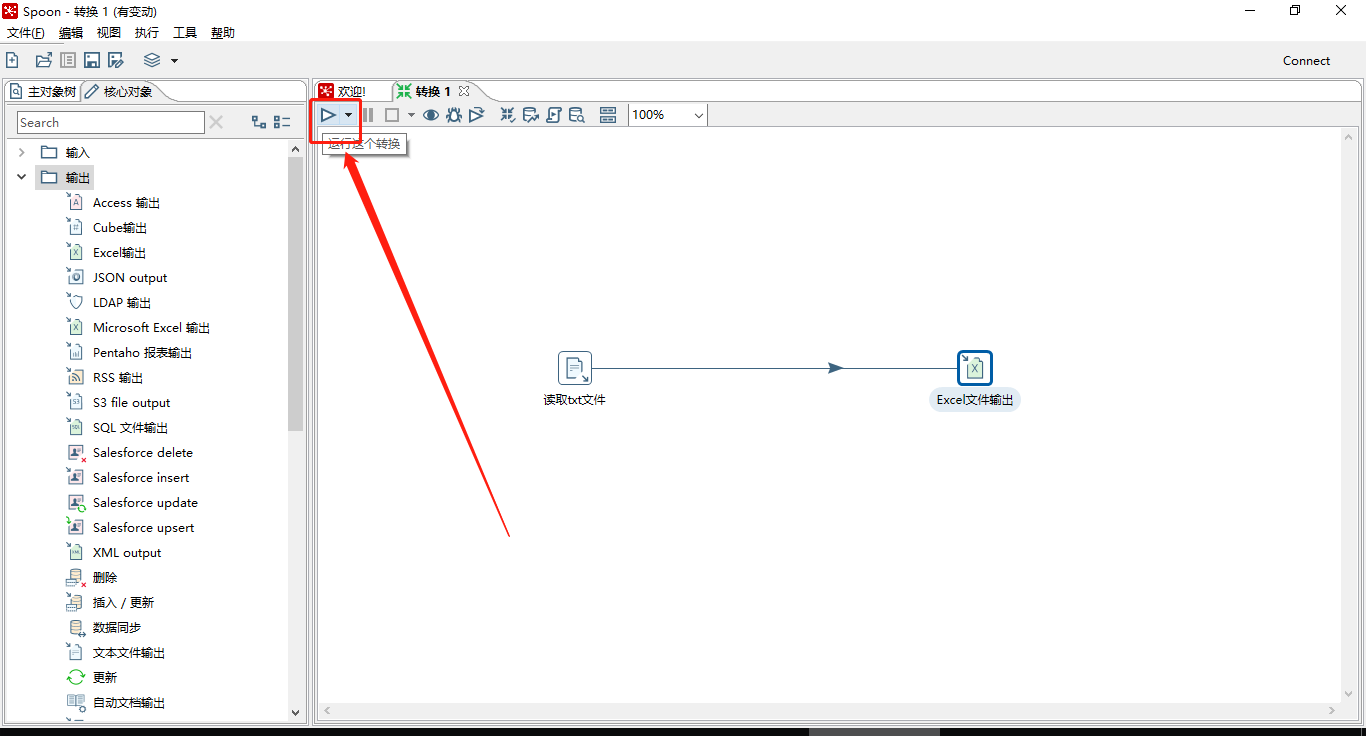 Spoon - 转换 1 (有变动)
文件(F) 编辑 视图 执行 工具 帮助
Connect
主对象树 核心对象
欢迎! 转换 1
Search
100%
运行这个转换
输入
输出
Access 输出
Cube输出
Excel输出
JSON output
LDAP 输出
Microsoft Excel 输出
Pentaho 报表输出
RSS 输出
S3 file output
SQL 文件输出
Salesforce delete
Salesforce insert
Salesforce update
Salesforce upsert
XML output
删除
插入 / 更新
数据同步
文本文件输出
更新
自动文档输出
读取txt文件
Excel文件输出